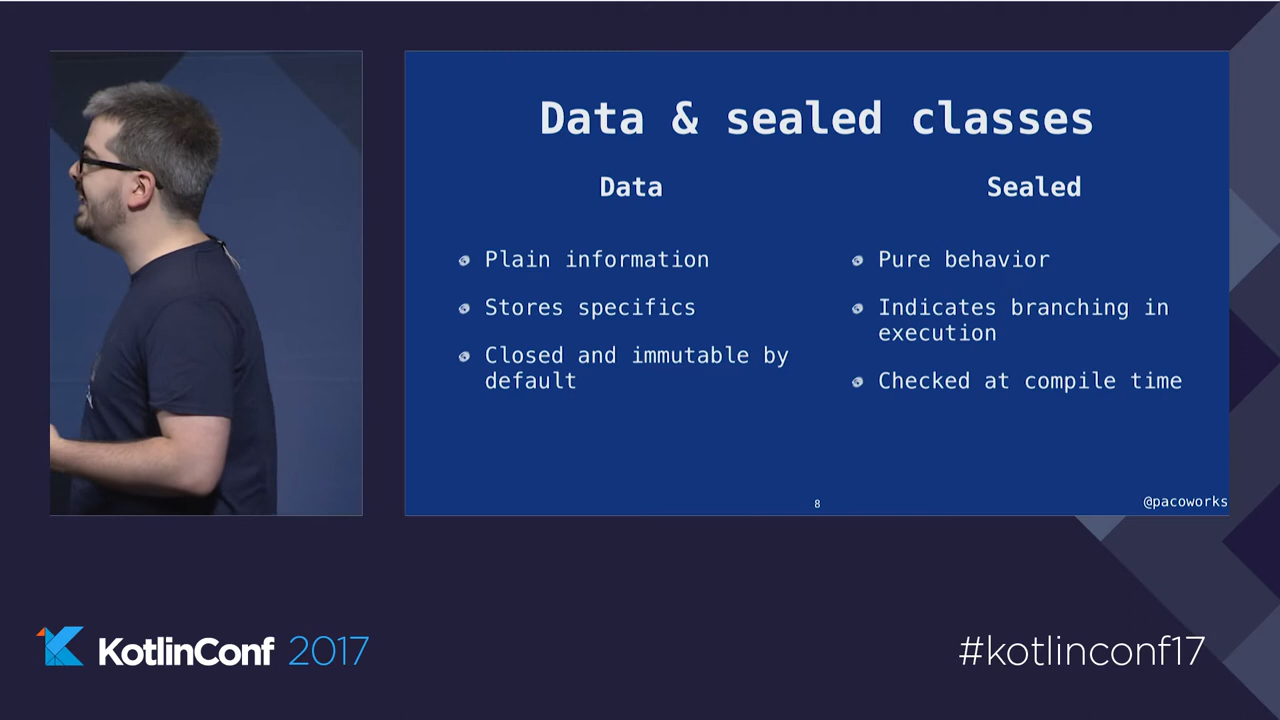 Data & sealed classes
Data
Plain information
Stores specifics
Closed and immutable by
default
Sealed
Pure behavior
Indicates branching in
execution
Checked at compile time
8
@pacoworks
KotlinConf 2017
#kotlinconf17